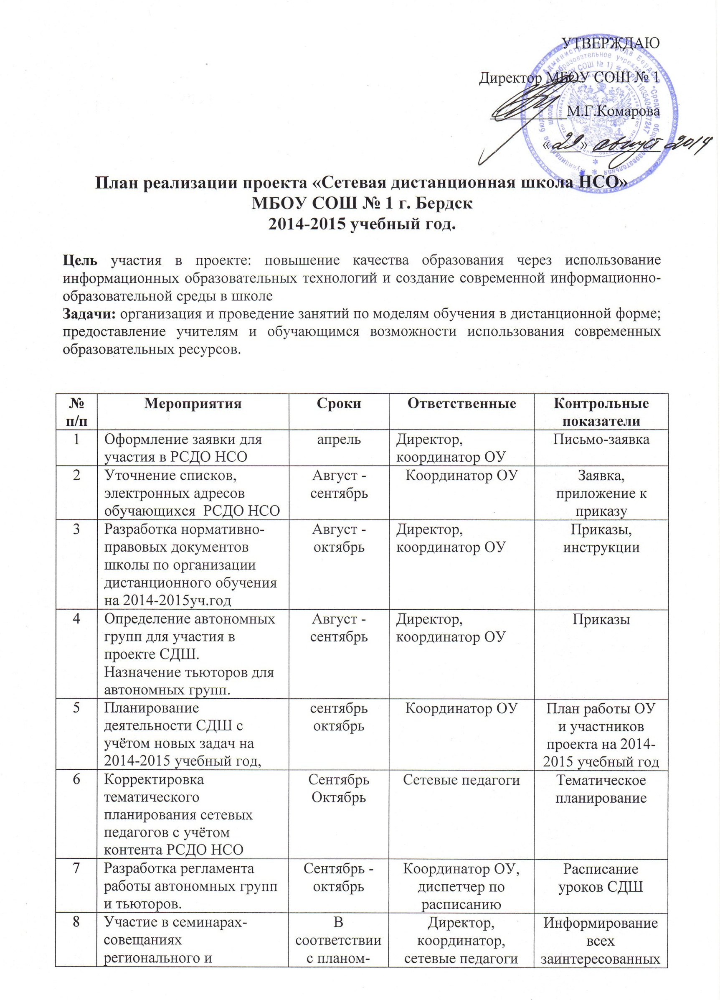 УТВЕРЖДАЮ
Директор МБОУ СОШ № 1
__________М.Г.Комарова
«29» август 2014
План реализации проекта «Сетевая дистанционная школа НСО»
МБОУ СОШ № 1 г. Бердск
2014-2015 учебный год.
Цель участия в проекте: повышение качества образования через использование
информационных образовательных технологий и создание современной информационно-
образовательной среды в школе
Задачи: организация и проведение занятий по моделям обучения в дистанционной форме;
предоставление учителям и обучающимся возможности использования современных
образовательных ресурсов.
№
п/п
Мероприятия
Сроки
Ответственные
Контрольные
показатели
1
Оформление заявки для
участия в РСДО НСО
апрель
Директор,
координатор ОУ
Письмо-заявка
2
Уточнение списков,
электронных адресов
обучающихся РСДО НСО
Август -
сентябрь
Координатор ОУ
Заявка,
приложение к
приказу
3
Разработка нормативно-
правовых документов
школы по организации
дистанционного обучения
на 2014-2015уч.год
Август -
октябрь
Директор,
координатор ОУ
Приказы,
инструкции
4
Определение автономных
групп для участия в
проекте СДШ.
Назначение тьюторов для
автономных групп.
Август -
сентябрь
Директор,
координатор ОУ
Приказы
5
Планирование
деятельности СДШ с
учётом новых задач на
2014-2015 учебный год,
сентябрь
октябрь
Координатор ОУ
План работы ОУ
и участников
проекта на 2014-
2015 учебный год
6
Корректировка
тематического
планирования сетевых
педагогов с учётом
контента РСДО НСО
Сентябрь
Октябрь
Сетевые педагоги
Тематическое
планирование
7
Разработка регламента
работы автономных групп
и тьюторов.
Сентябрь -
октябрь
Координатор ОУ,
диспетчер по
расписанию
Расписание
уроков СДШ
8
Участие в семинарах-
совещаниях
регионального и
В
соответствии
с планом-
Директор,
координатор,
сетевые педагоги
Информирование
всех
заинтересованных